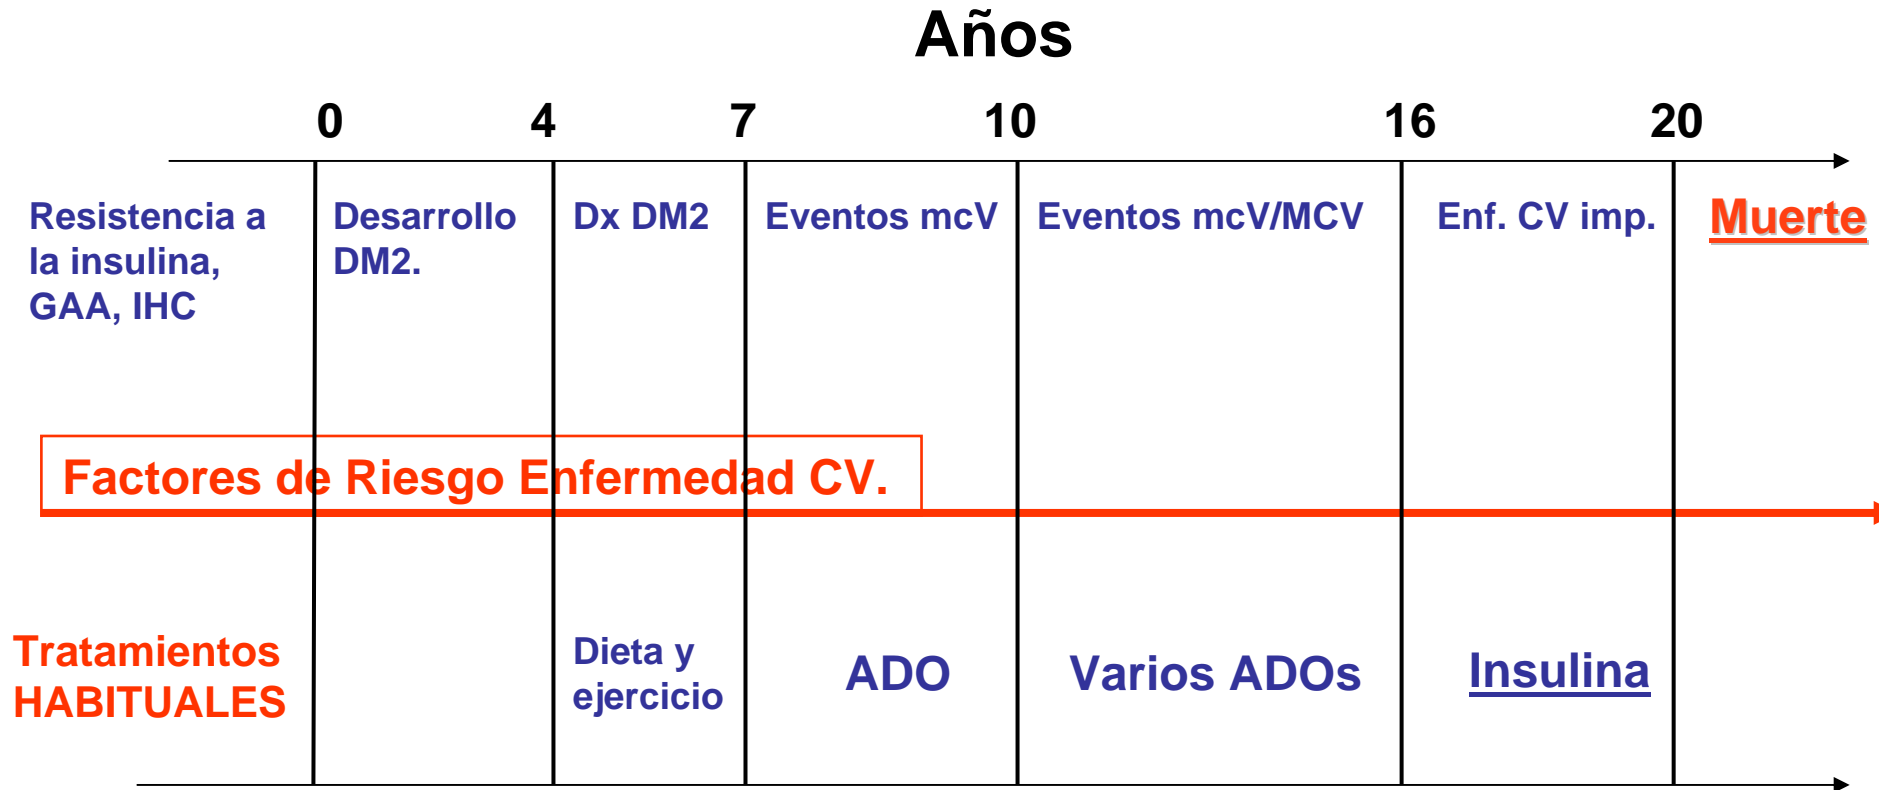 Años
0 4 7 10 16 20
Resistencia a
la insulina,
GAA, IHC
Desarrollo
DM2.
Dx DM2
Eventos mcV
Eventos mcV/MCV
Enf. CV imp.
Muerte
Factores de Riesgo Enfermedad CV.
Tratamientos
HABITUALES
Dieta y
ejercicio
ADO
Varios ADOs
Insulina